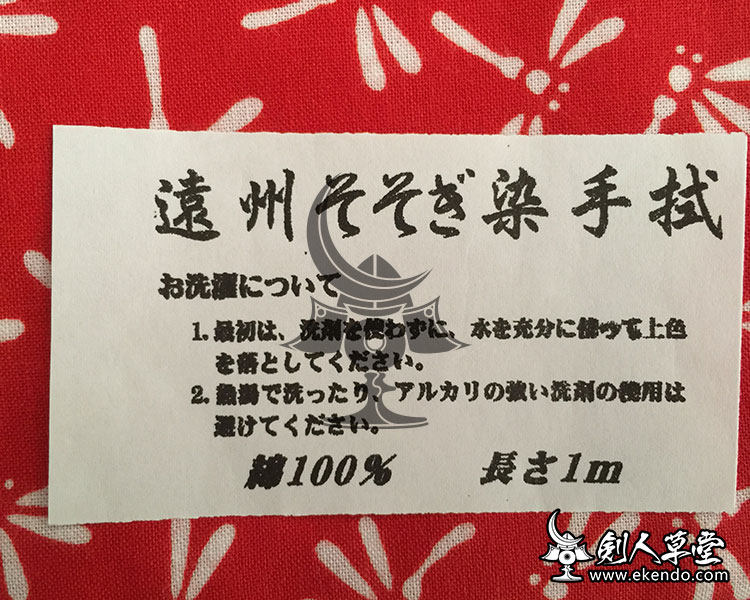 遠州そそぎ染手拭
お洗濯について
1. 最初は、洗剤を使わずに、水を充分に使って上色
を落としてください。
2. 熱湯で洗ったり、アルカリの強い洗剤の使用は
避けてください。
綿100% 長さ1m
劍人草堂
www.ekendo.com